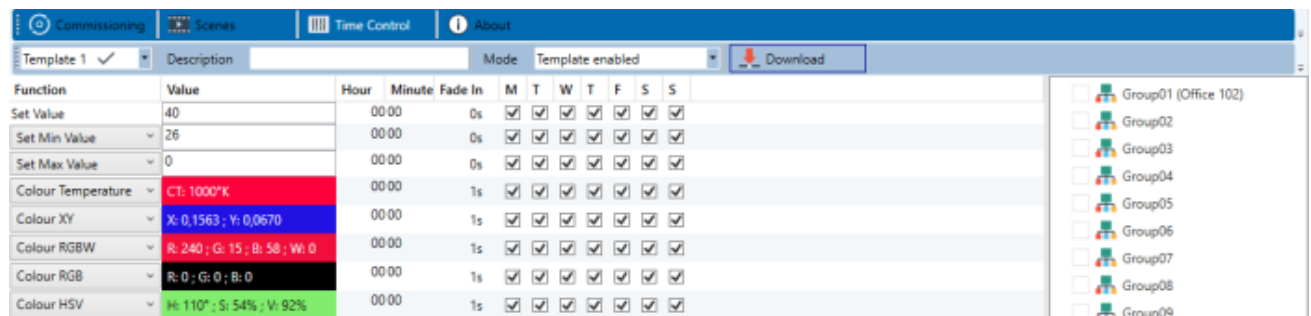 Commissioning Scenes Time Control About
Template 1 Description Mode Template enabled Download
Function Value Hour Minute Fade In M T W T F S S
Set Value 40 00 00 0s
Set Min Value 26 00 00 0s
Set Max Value 0 00 00 0s
Colour Temperature CT: 1000°K 00 00 1s
Colour XY X: 0,1563 ; Y: 0,0670 00 00 1s
Colour RGBW R: 240 ; G: 15 ; B: 58 ; W: 0 00 00 1s
Colour RGB R: 0 ; G: 0 ; B: 0 00 00 1s
Colour HSV H: 110° ; S: 54% ; V: 92% 00 00 1s
Group01 (Office 102)
Group02
Group03
Group04
Group05
Group06
Group07
Group08
Group09